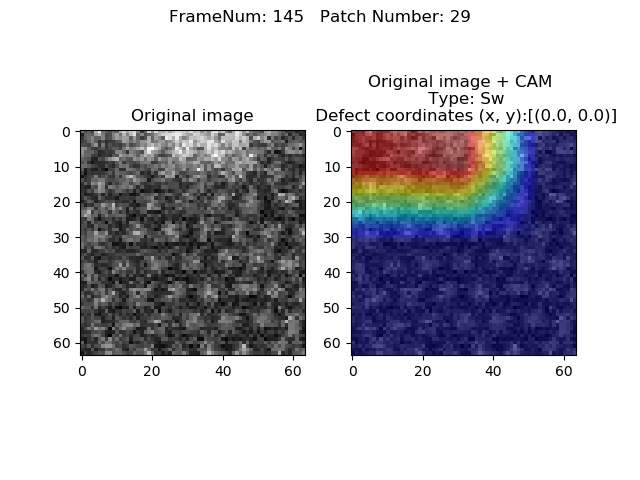 FrameNum: 145   Patch Number: 29
Original image
0
10
20
30
40
50
60
0 20 40 60
Original image + CAM
Type: Sw
Defect coordinates (x, y):[(0.0, 0.0)]
0
10
20
30
40
50
60
0 20 40 60